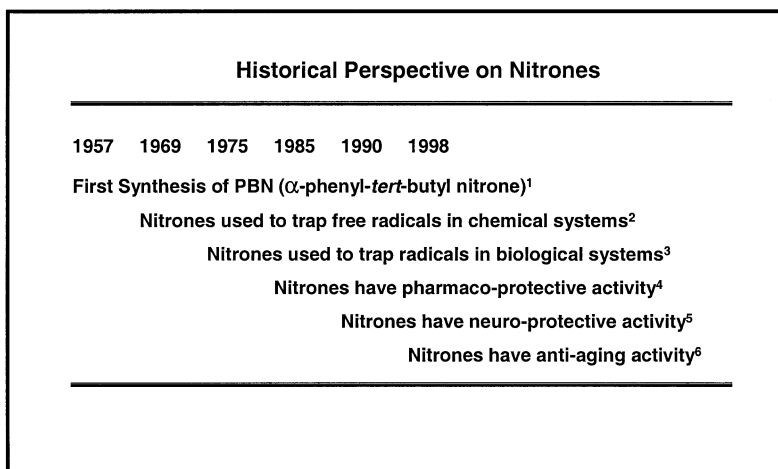 Historical Perspective on Nitrones
1957 1969 1975 1985 1990 1998
First Synthesis of PBN (α-phenyl-tert-butyl nitrone)¹
Nitrones used to trap free radicals in chemical systems²
Nitrones used to trap radicals in biological systems³
Nitrones have pharmaco-protective activity⁴
Nitrones have neuro-protective activity⁵
Nitrones have anti-aging activity⁶